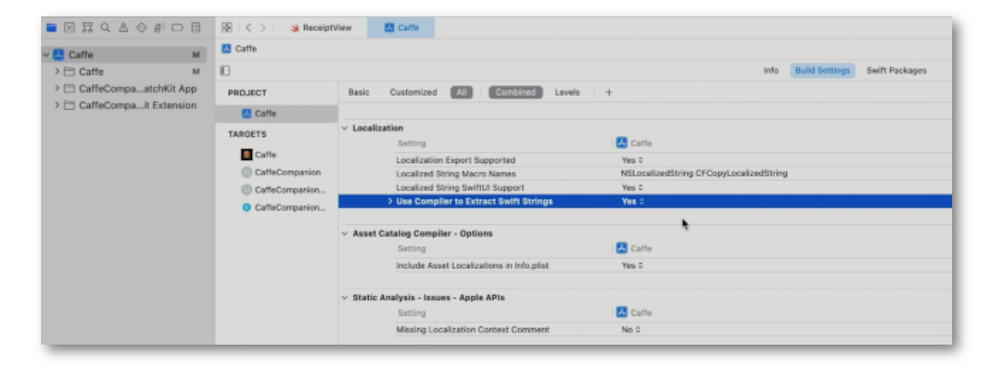 ReceiptView
Caffe
Caffe M
Caffe
Caffe M
CaffeCompa...atchKit App
CaffeCompa...it Extension
Info Build Settings Swift Packages
PROJECT
Caffe
TARGETS
Caffe
CaffeCompanion
CaffeCompanion...
CaffeCompanion...
Basic Customized All Combined Levels +
Localization
Setting Caffe
Localization Export Supported Yes
Localized String Macro Names NSLocalizedString CFCopyLocalizedString
Localized String SwiftUI Support Yes
Use Compiler to Extract Swift Strings Yes
Asset Catalog Compiler - Options
Setting Caffe
Include Asset Localizations in Info.plist Yes
Static Analysis - Issues - Apple APIs
Setting Caffe
Missing Localization Context Comment No